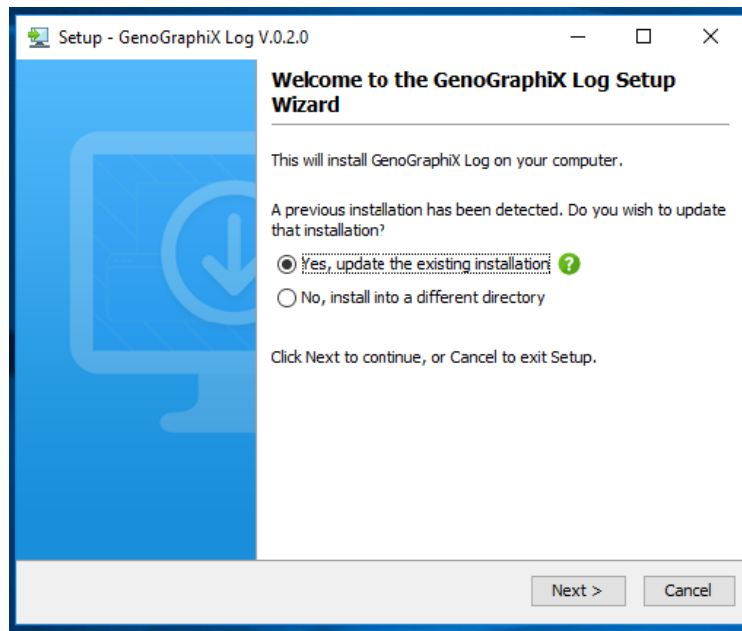 Setup - GenoGraphiX Log V.0.2.0
Welcome to the GenoGraphiX Log Setup
Wizard
This will install GenoGraphiX Log on your computer.
A previous installation has been detected. Do you wish to update
that installation?
Yes, update the existing installation ?
No, install into a different directory
Click Next to continue, or Cancel to exit Setup.
Next > Cancel